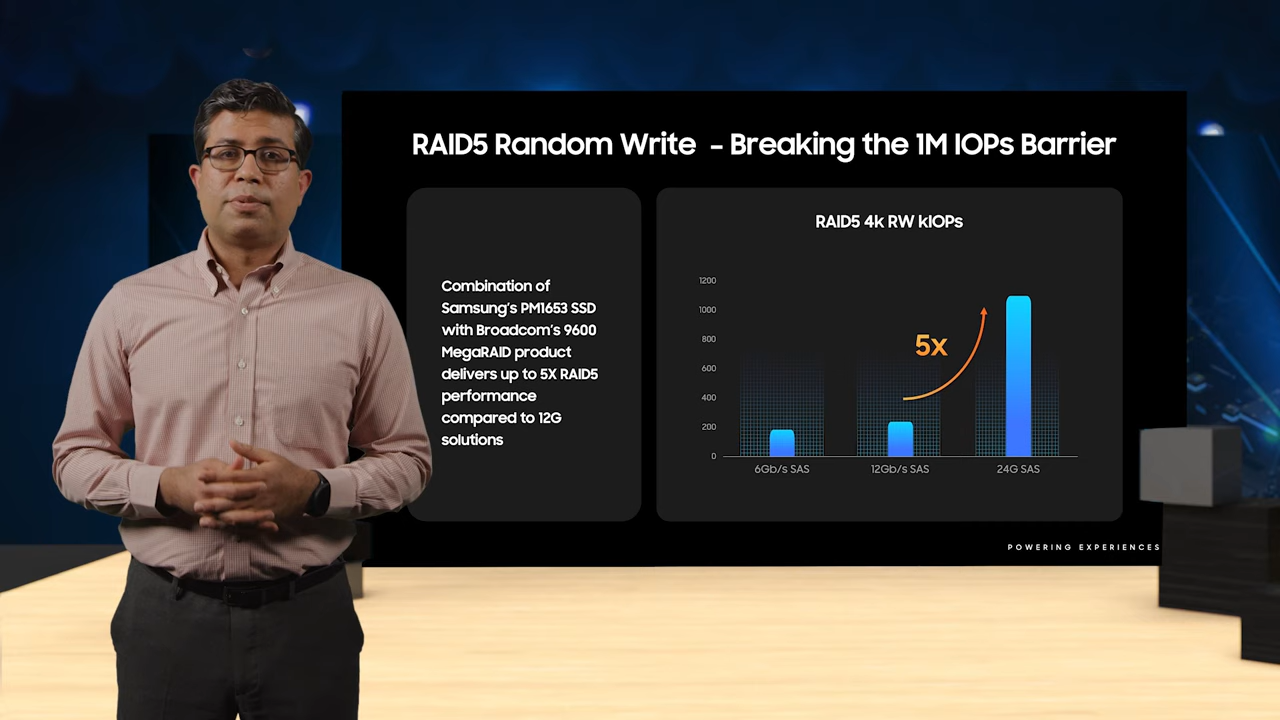 RAID5 Random Write - Breaking the 1M IOPs Barrier
Combination of
Samsung's PM1653 SSD
with Broadcom's 9600
MegaRAID product
delivers up to 5X RAID5
performance
compared to 12G
solutions
RAID5 4k RW kIOPs
1200
1000
800
600
400
200
0
5x
6Gb/s SAS
12Gb/s SAS
24G SAS
POWERING EXPERIENCES